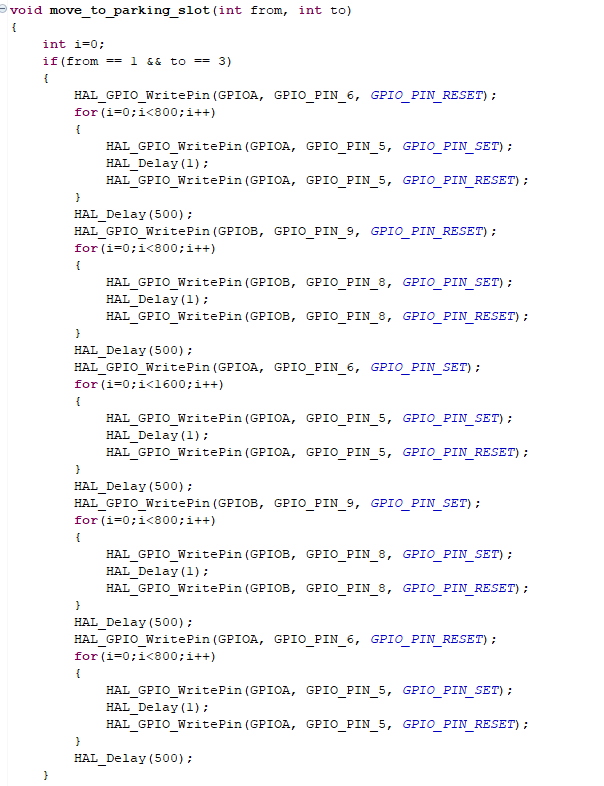 void move_to_parking_slot(int from, int to)
{
    int i=0;
    if(from == 1 && to == 3)
    {
        HAL_GPIO_WritePin(GPIOA, GPIO_PIN_6, GPIO_PIN_RESET);
        for(i=0;i<800;i++)
        {
            HAL_GPIO_WritePin(GPIOA, GPIO_PIN_5, GPIO_PIN_SET);
            HAL_Delay(1);
            HAL_GPIO_WritePin(GPIOA, GPIO_PIN_5, GPIO_PIN_RESET);
        }
        HAL_Delay(500);
        HAL_GPIO_WritePin(GPIOB, GPIO_PIN_9, GPIO_PIN_RESET);
        for(i=0;i<800;i++)
        {
            HAL_GPIO_WritePin(GPIOB, GPIO_PIN_8, GPIO_PIN_SET);
            HAL_Delay(1);
            HAL_GPIO_WritePin(GPIOB, GPIO_PIN_8, GPIO_PIN_RESET);
        }
        HAL_Delay(500);
        HAL_GPIO_WritePin(GPIOA, GPIO_PIN_6, GPIO_PIN_SET);
        for(i=0;i<1600;i++)
        {
            HAL_GPIO_WritePin(GPIOA, GPIO_PIN_5, GPIO_PIN_SET);
            HAL_Delay(1);
            HAL_GPIO_WritePin(GPIOA, GPIO_PIN_5, GPIO_PIN_RESET);
        }
        HAL_Delay(500);
        HAL_GPIO_WritePin(GPIOB, GPIO_PIN_9, GPIO_PIN_SET);
        for(i=0;i<800;i++)
        {
            HAL_GPIO_WritePin(GPIOB, GPIO_PIN_8, GPIO_PIN_SET);
            HAL_Delay(1);
            HAL_GPIO_WritePin(GPIOB, GPIO_PIN_8, GPIO_PIN_RESET);
        }
        HAL_Delay(500);
        HAL_GPIO_WritePin(GPIOA, GPIO_PIN_6, GPIO_PIN_RESET);
        for(i=0;i<800;i++)
        {
            HAL_GPIO_WritePin(GPIOA, GPIO_PIN_5, GPIO_PIN_SET);
            HAL_Delay(1);
            HAL_GPIO_WritePin(GPIOA, GPIO_PIN_5, GPIO_PIN_RESET);
        }
        HAL_Delay(500);
    }